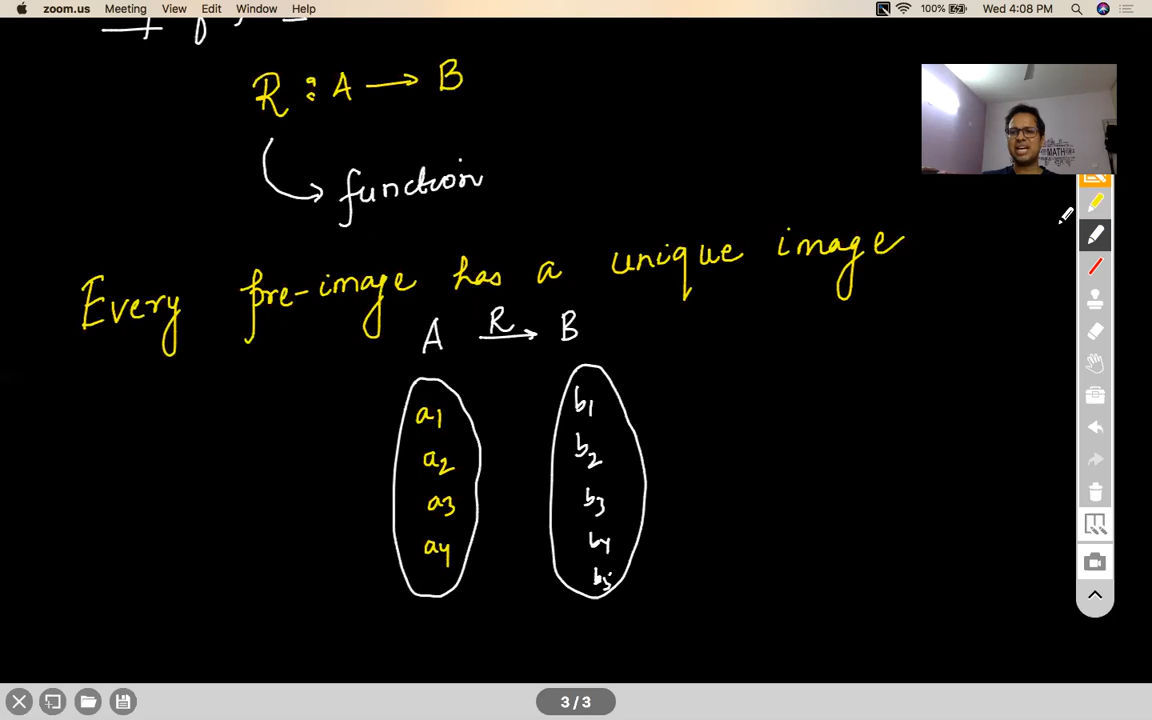 zoom.us Meeting View Edit Window Help 100% Wed 4:08 PM
R : A → B
function
MATH
Every pre-image has a unique image
A R→ B
a1 b1
a2 b2
a3 b3
a4 b4
b5
3 / 3